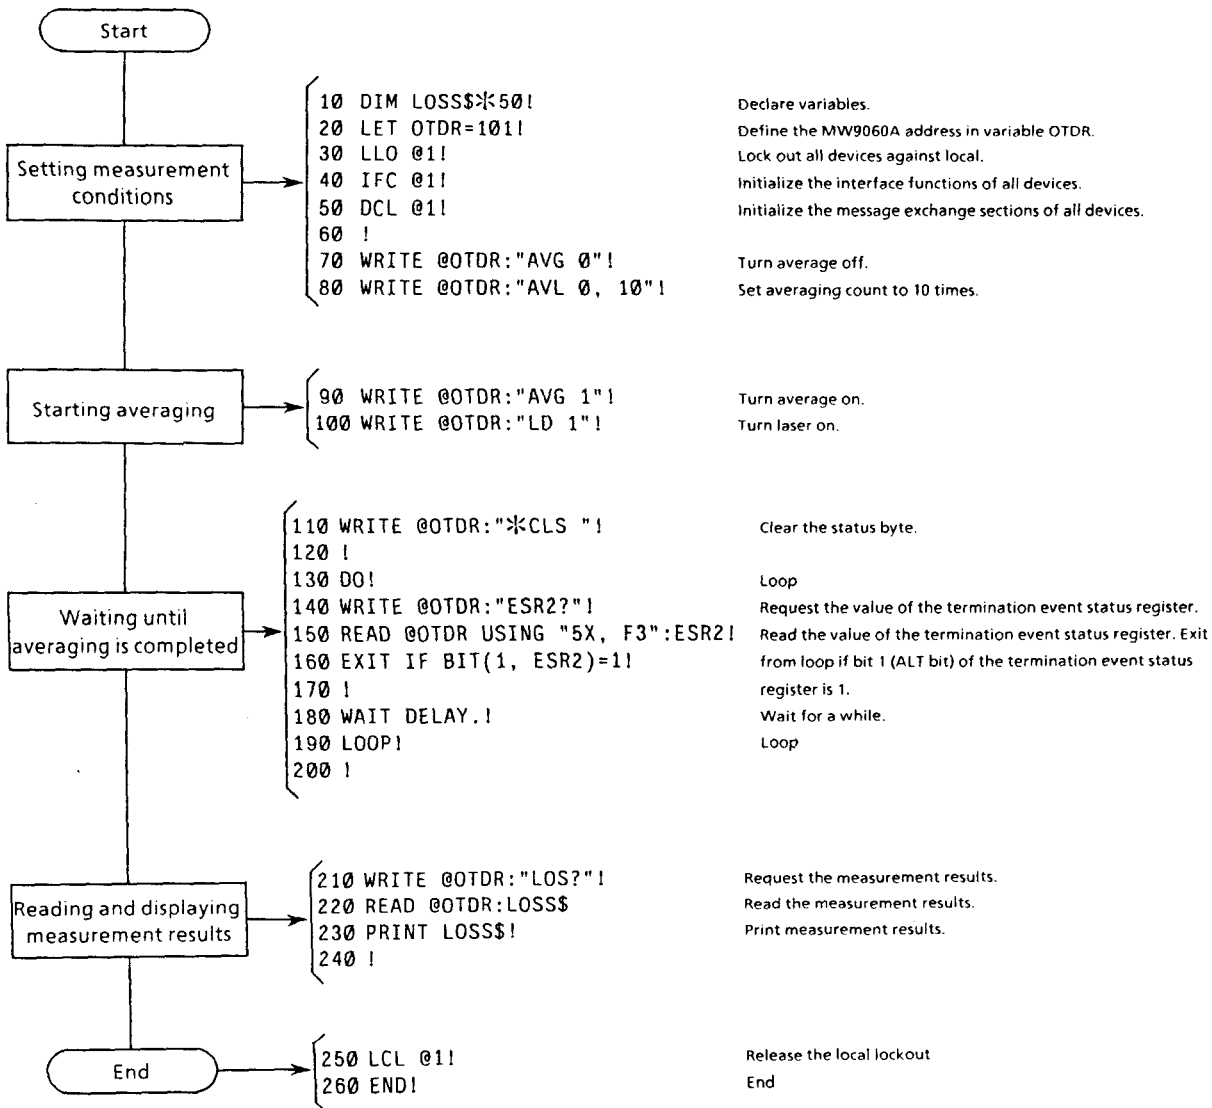 Start
10 DIM LOSS$*50! Declare variables.
20 LET OTDR=101! Define the MW9060A address in variable OTDR.
Setting measurement conditions
30 LLO @1! Lock out all devices against local.
40 IFC @1! Initialize the interface functions of all devices.
50 DCL @1! Initialize the message exchange sections of all devices.
60 !
70 WRITE @OTDR:"AVG 0"! Turn average off.
80 WRITE @OTDR:"AVL 0, 10"! Set averaging count to 10 times.
Starting averaging
90 WRITE @OTDR:"AVG 1"! Turn average on.
100 WRITE @OTDR:"LD 1"! Turn laser on.
110 WRITE @OTDR:"*CLS "! Clear the status byte.
120 !
130 DO! Loop
Waiting until
averaging is completed
140 WRITE @OTDR:"ESR2?"! Request the value of the termination event status register.
150 READ @OTDR USING "5X, F3":ESR2! Read the value of the termination event status register. Exit
160 EXIT IF BIT(1, ESR2)=1! from loop if bit 1 (ALT bit) of the termination event status
170 ! register is 1.
180 WAIT DELAY.! Wait for a while.
190 LOOP! Loop
200 !
Reading and displaying
measurement results
210 WRITE @OTDR:"LOS?"! Request the measurement results.
220 READ @OTDR:LOSS$ Read the measurement results.
230 PRINT LOSS$! Print measurement results.
240 !
End
250 LCL @1! Release the local lockout
260 END! End